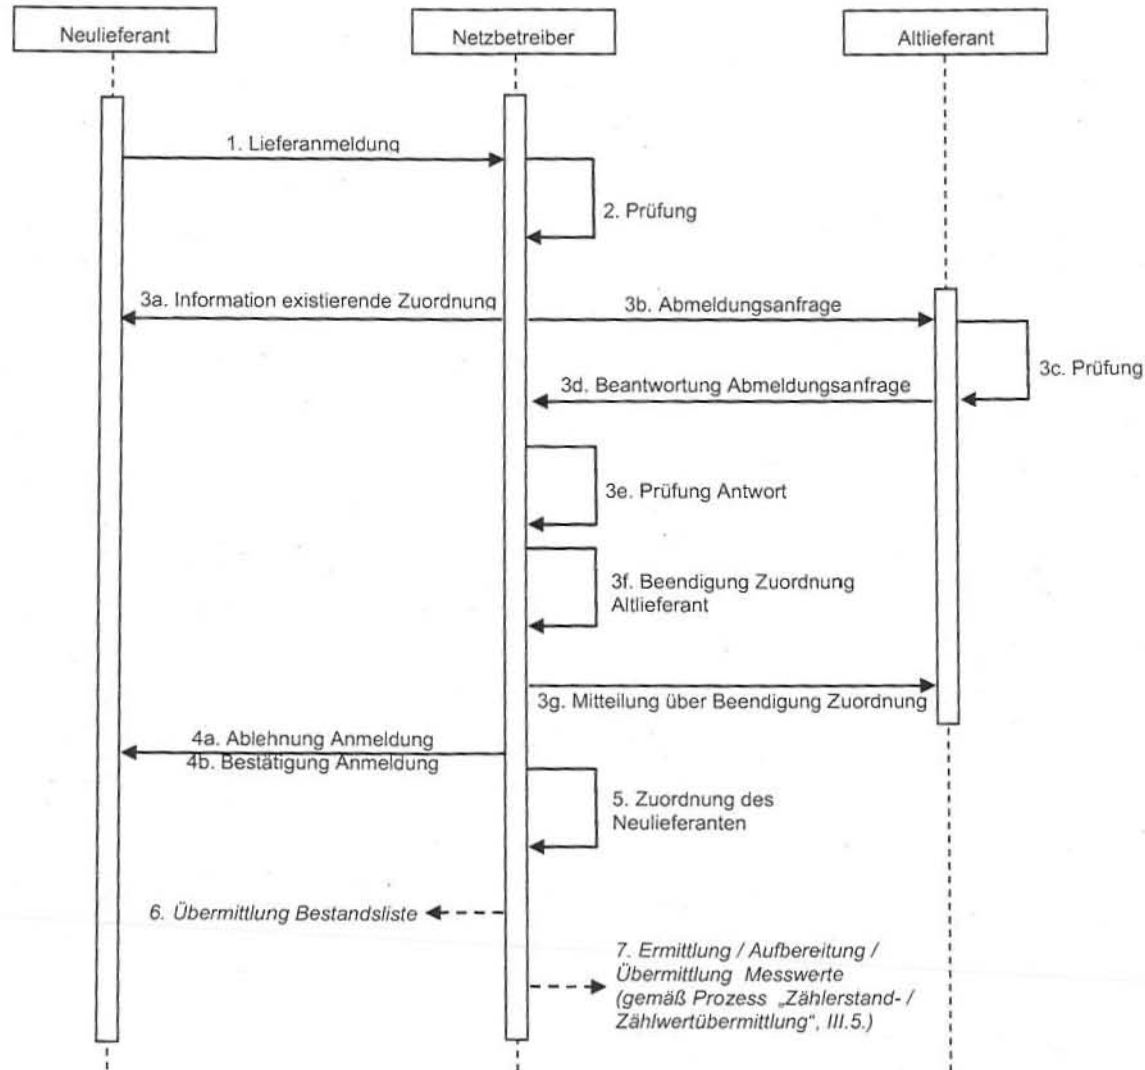 Neulieferant
Netzbetreiber
Altlieferant
1. Lieferanmeldung
2. Prüfung
3a. Information existierende Zuordnung
3b. Abmeldungsanfrage
3c. Prüfung
3d. Beantwortung Abmeldungsanfrage
3e. Prüfung Antwort
3f. Beendigung Zuordnung
Altlieferant
3g. Mitteilung über Beendigung Zuordnung
4a. Ablehnung Anmeldung
4b. Bestätigung Anmeldung
5. Zuordnung des
Neulieferanten
6. Übermittlung Bestandsliste
7. Ermittlung / Aufbereitung /
Übermittlung Messwerte
(gemäß Prozess „Zählerstand- /
Zählwertübermittlung“, III.5.)